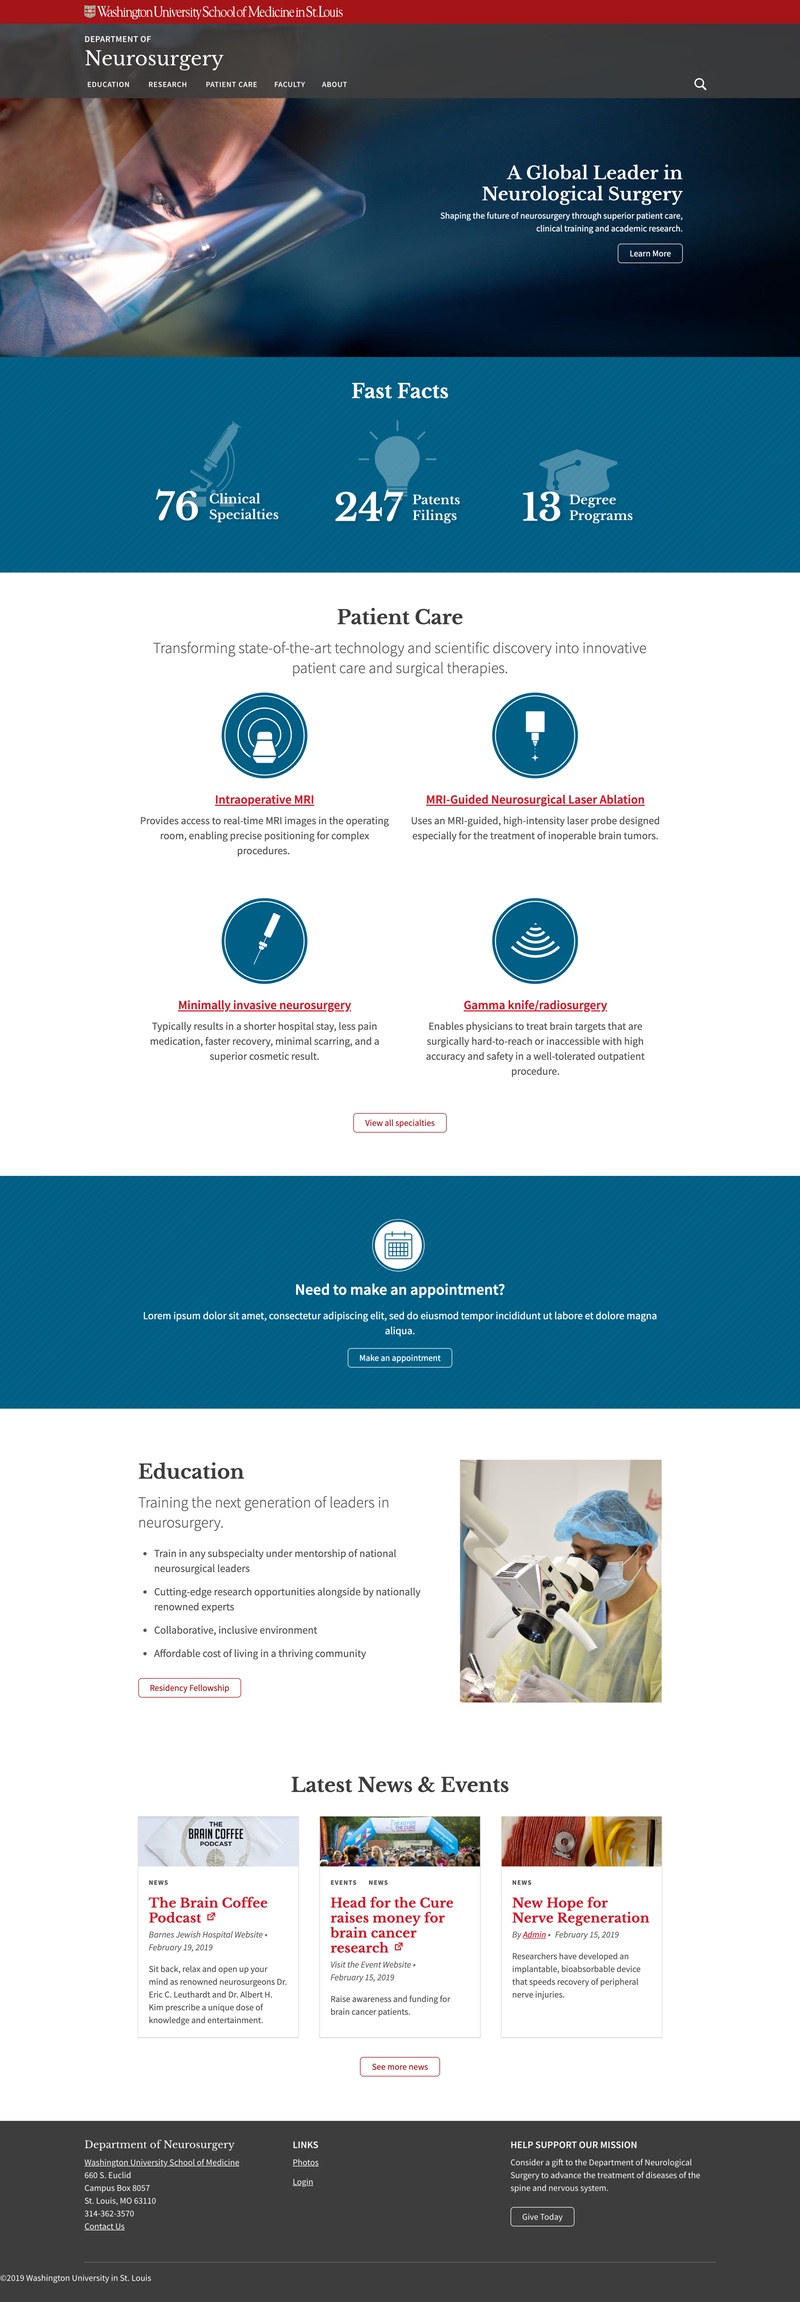 Washington University School of Medicine in St. Louis
DEPARTMENT OF
Neurosurgery
EDUCATION RESEARCH PATIENT CARE FACULTY ABOUT
A Global Leader in
Neurological Surgery
Shaping the future of neurosurgery through superior patient care,
clinical training and academic research.
Learn More
Fast Facts
76 Clinical
Specialties
247 Patents
Filings
13 Degree
Programs
Patient Care
Transforming state-of-the-art technology and scientific discovery into innovative
patient care and surgical therapies.
Intraoperative MRI
Provides access to real-time MRI images in the operating
room, enabling precise positioning for complex
procedures.
MRI-Guided Neurosurgical Laser Ablation
Uses an MRI-guided, high-intensity laser probe designed
especially for the treatment of inoperable brain tumors.
Minimally invasive neurosurgery
Typically results in a shorter hospital stay, less pain
medication, faster recovery, minimal scarring, and a
superior cosmetic result.
Gamma knife/radiosurgery
Enables physicians to treat brain targets that are
surgically hard-to-reach or inaccessible with high
accuracy and safety in a well-tolerated outpatient
procedure.
View all specialties
Need to make an appointment?
Lorem ipsum dolor sit amet, consectetur adipiscing elit, sed do eiusmod tempor incididunt ut labore et dolore magna
aliqua.
Make an appointment
Education
Training the next generation of leaders in
neurosurgery.
• Train in any subspecialty under mentorship of national
neurosurgical leaders
• Cutting-edge research opportunities alongside by nationally
renowned experts
• Collaborative, inclusive environment
• Affordable cost of living in a thriving community
Residency Fellowship
Latest News & Events
THE
BRAIN COFFEE
PODCAST
NEWS
The Brain Coffee
Podcast
Barnes Jewish Hospital Website •
February 19, 2019
Sit back, relax and open up your
mind as renowned neurosurgeons Dr.
Eric C. Leuthardt and Dr. Albert H.
Kim prescribe a unique dose of
knowledge and entertainment.
HEAD FOR
THE CURE
EVENTS NEWS
Head for the Cure
raises money for
brain cancer
research
Visit the Event Website •
February 15, 2019
Raise awareness and funding for
brain cancer patients.
NEWS
New Hope for
Nerve Regeneration
By Admin • February 15, 2019
Researchers have developed an
implantable, bioabsorbable device
that speeds recovery of peripheral
nerve injuries.
See more news
Department of Neurosurgery
Washington University School of Medicine
660 S. Euclid
Campus Box 8057
St. Louis, MO 63110
314-362-3570
Contact Us
LINKS
Photos
Login
HELP SUPPORT OUR MISSION
Consider a gift to the Department of Neurological
Surgery to advance the treatment of diseases of the
spine and nervous system.
Give Today
©2019 Washington University in St. Louis